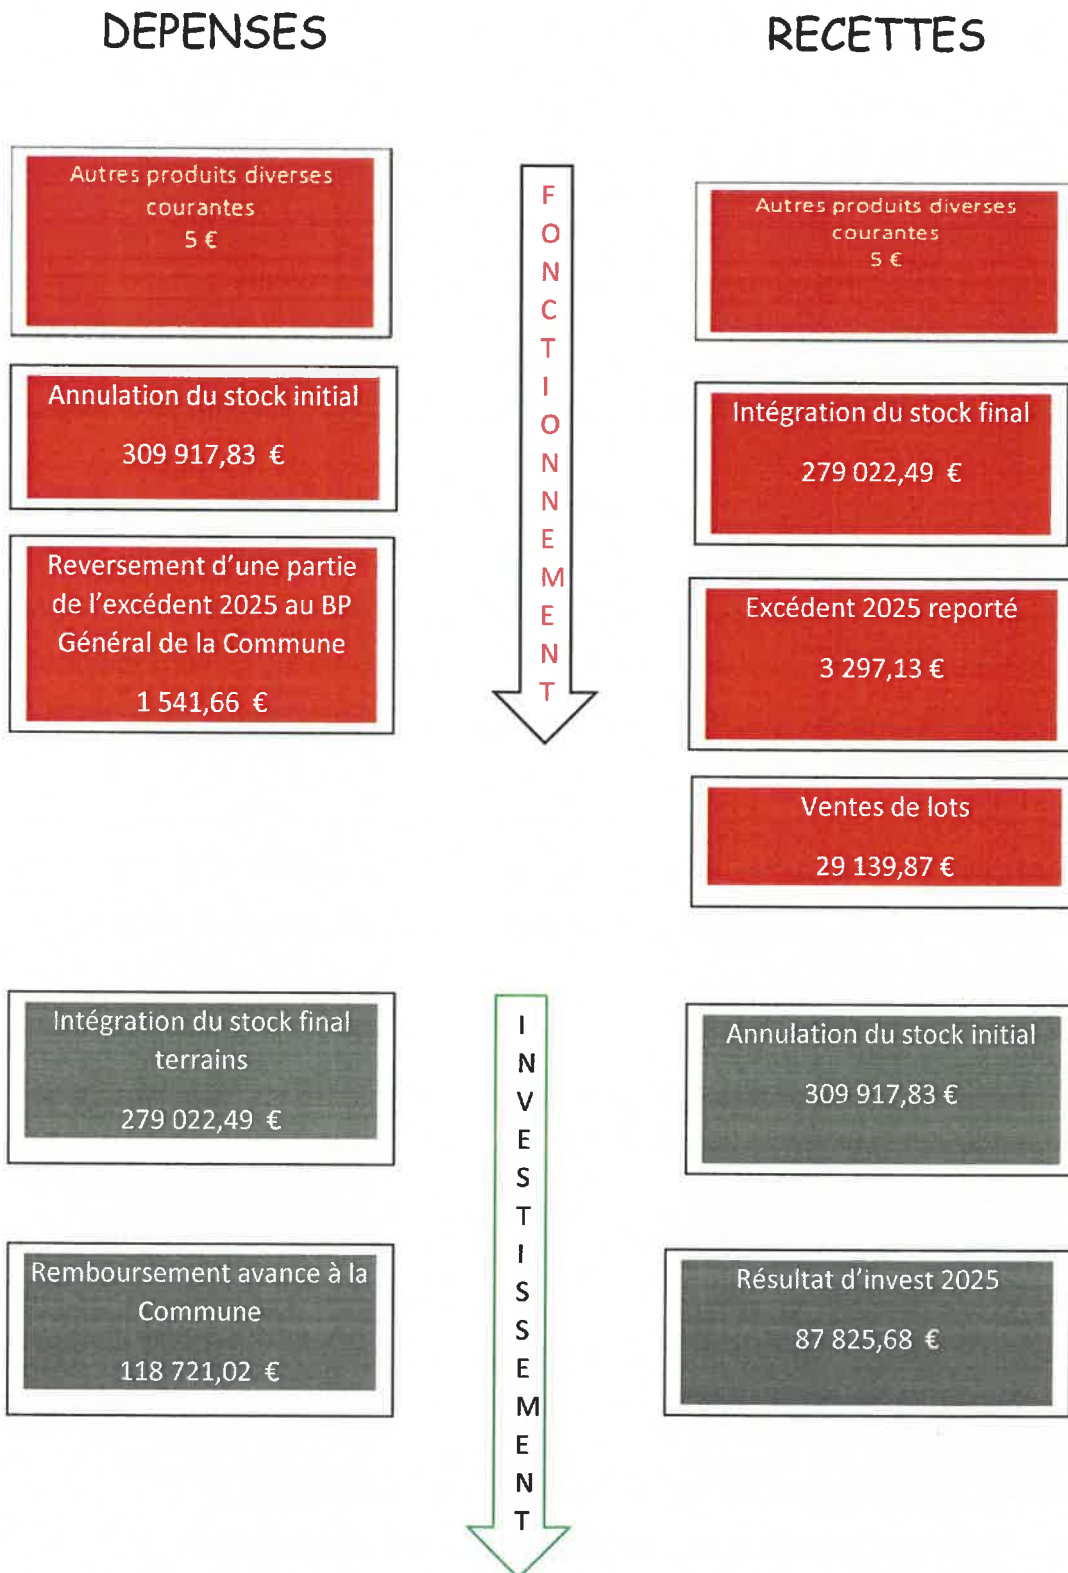 DEPENSES
RECETTES
Autres produits diverses
courantes
5 €
Annulation du stock initial
309 917,83 €
Reversement d'une partie
de l'excédent 2025 au BP
Général de la Commune
1 541,66 €
F
O
N
C
T
I
O
N
N
E
M
E
N
T
Autres produits diverses
courantes
5 €
Intégration du stock final
279 022,49 €
Excédent 2025 reporté
3 297,13 €
Ventes de lots
29 139,87 €
Intégration du stock final
terrains
279 022,49 €
Remboursement avance à la
Commune
118 721,02 €
I
N
V
E
S
T
I
S
S
E
M
E
N
T
Annulation du stock initial
309 917,83 €
Résultat d'invest 2025
87 825,68 €